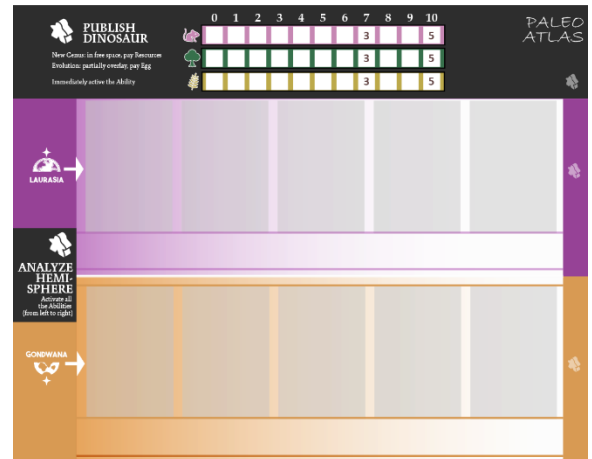 PUBLISH
DINOSAUR
New Genus: in free space, pay Resources
Evolution: partially overlay, pay Egg
Immediately active the Ability
0 1 2 3 4 5 6 7 8 9 10
3 5
3 5
3 5
PALEO
ATLAS
LAURASIA
ANALYZE
HEMI-
SPHERE
Activate all
the Abilities
(from left to right)
GONDWANA